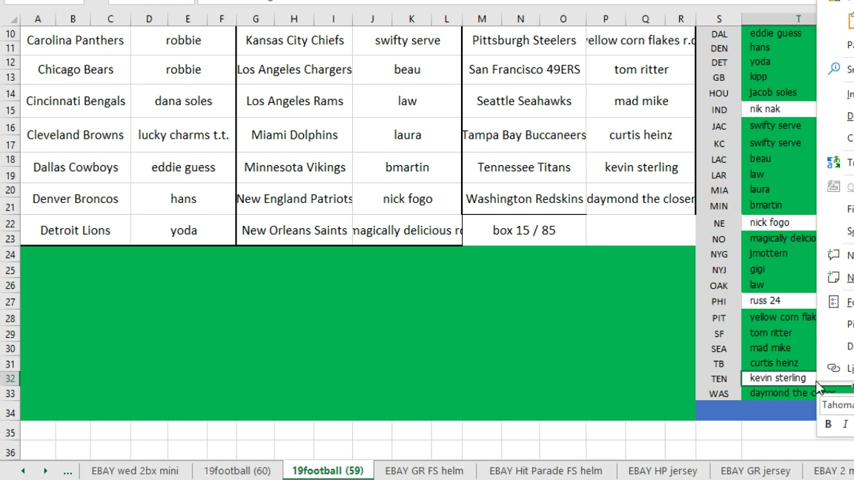 A B C D E F G H I J K L M N O P Q R S T
10 Carolina Panthers robbie Kansas City Chiefs swifty serve Pittsburgh Steelers yellow corn flakes r.c DAL eddie guess
11 DEN hans
12 Chicago Bears robbie Los Angeles Chargers beau San Francisco 49ERS tom ritter DET yoda
13 GB kipp
14 Cincinnati Bengals dana soles Los Angeles Rams law Seattle Seahawks mad mike HOU jacob soles
15 IND nik nak
16 Cleveland Browns lucky charms t.t. Miami Dolphins laura Tampa Bay Buccaneers curtis heinz JAC swifty serve
17 KC swifty serve
18 Dallas Cowboys eddie guess Minnesota Vikings bmartin Tennessee Titans kevin sterling LAC beau
19 LAR law
20 Denver Broncos hans New England Patriots nick fogo Washington Redskins daymond the closer MIA laura
21 MIN bmartin
22 Detroit Lions yoda New Orleans Saints magically delicious ro box 15 / 85 NE nick fogo
23 NO magically delicio
24 NYG jmottern
25 NYJ gigi
26 OAK law
27 PHI russ 24
28 PIT yellow corn flak
29 SF tom ritter
30 SEA mad mike
31 TB curtis heinz
32 TEN kevin sterling
33 WAS daymond the
34 Tahoma
35 B I
36
... EBAY wed 2bx mini 19football (60) 19football (59) EBAY GR FS helm EBAY Hit Parade FS helm EBAY HP jersey EBAY GR jersey EBAY 2 m